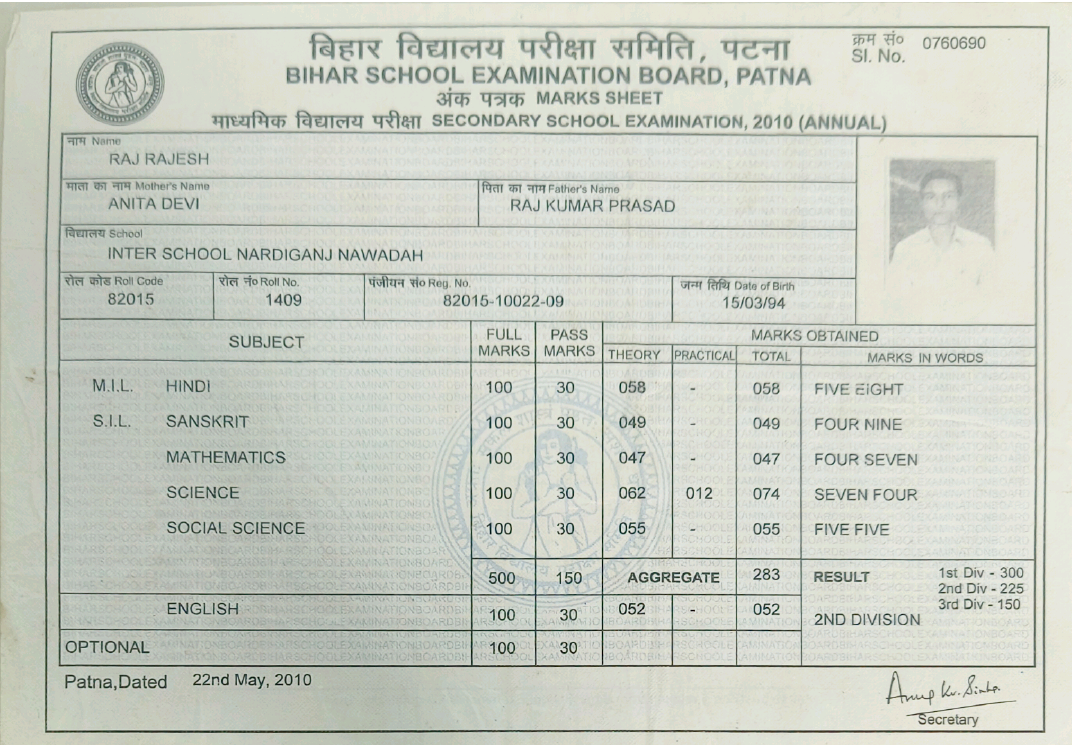 बिहार विद्यालय परीक्षा समिति, पटना
क्रम सं० 0760690
Sl. No.
BIHAR SCHOOL EXAMINATION BOARD, PATNA
अंक पत्रक MARKS SHEET
माध्यमिक विद्यालय परीक्षा SECONDARY SCHOOL EXAMINATION, 2010 (ANNUAL)
नाम Name
RAJ RAJESH
माता का नाम Mother's Name पिता का नाम Father's Name
ANITA DEVI RAJ KUMAR PRASAD
विद्यालय School
INTER SCHOOL NARDIGANJ NAWADAH
रोल कोड Roll Code रोल नं० Roll No. पंजीयन सं० Reg. No. जन्म तिथि Date of Birth
82015 1409 82015-10022-09 15/03/94
SUBJECT FULL MARKS PASS MARKS MARKS OBTAINED
THEORY PRACTICAL TOTAL MARKS IN WORDS
M.I.L. HINDI 100 30 058 - 058 FIVE EIGHT
S.I.L. SANSKRIT 100 30 049 - 049 FOUR NINE
MATHEMATICS 100 30 047 - 047 FOUR SEVEN
SCIENCE 100 30 062 012 074 SEVEN FOUR
SOCIAL SCIENCE 100 30 055 - 055 FIVE FIVE
500 150 AGGREGATE 283 RESULT 1st Div - 300
2nd Div - 225
3rd Div - 150
ENGLISH 100 30 052 - 052 2ND DIVISION
OPTIONAL 100 30
Patna,Dated 22nd May, 2010
Anup Kr. Sinha
Secretary